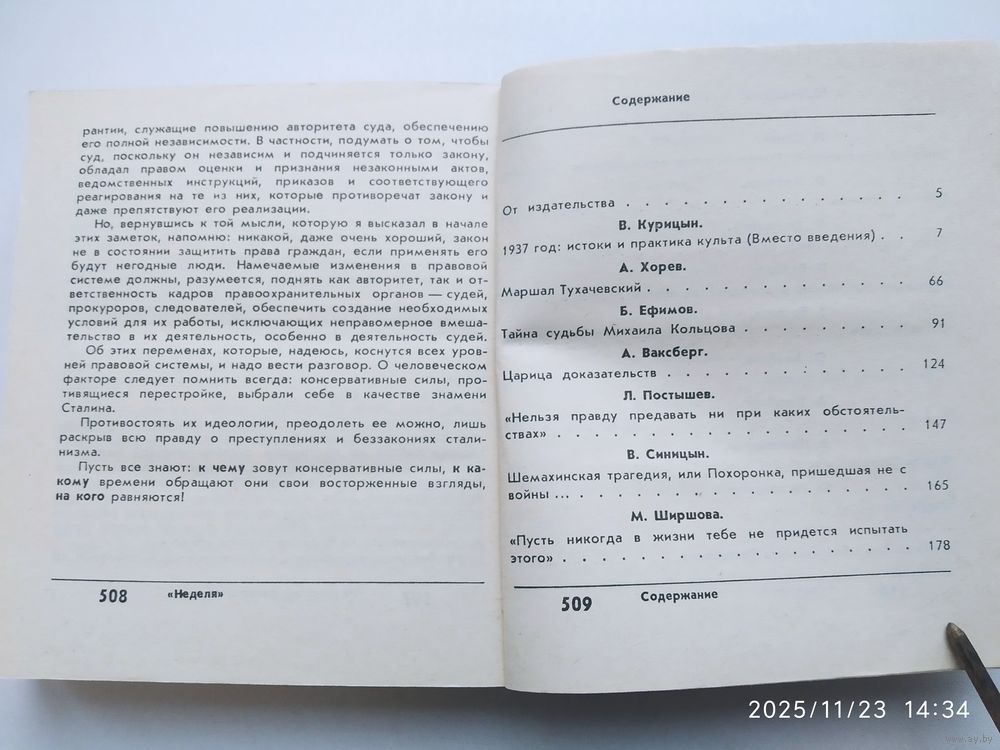 рантии, служащие повышению авторитета суда, обеспечению
его полной независимости. В частности, подумать о том, чтобы
суд, поскольку он независим и подчиняется только закону,
обладал правом оценки и признания незаконными актов,
ведомственных инструкций, приказов и соответствующего
реагирования на те из них, которые противоречат закону и
даже препятствуют его реализации.
Но, вернувшись к той мысли, которую я высказал в начале
этих заметок, напомню: никакой, даже очень хороший, закон
не в состоянии защитить права граждан, если применять его
будут негодные люди. Намечаемые изменения в правовой
системе должны, разумеется, поднять как авторитет, так и от-
ветственность кадров правоохранительных органов — судей,
прокуроров, следователей, обеспечить создание необходимых
условий для их работы, исключающих неправомерное вмеша-
тельство в их деятельность, особенно в деятельность судей.
Об этих переменах, которые, надеюсь, коснутся всех уров-
ней правовой системы, и надо вести разговор. О человеческом
факторе следует помнить всегда: консервативные силы, про-
тивящиеся перестройке, выбрали себе в качестве знамени
Сталина.
Противостоять их идеологии, преодолеть ее можно, лишь
раскрыв всю правду о преступлениях и беззакониях стали-
низма.
Пусть все знают: к чему зовут консервативные силы, к ка-
кому времени обращают они свои восторженные взгляды,
на кого равняются!
508 «Неделя»
Содержание
От издательства . . . . . . . . . . . . . . 5
В. Курицын.
1937 год: истоки и практика культа (Вместо введения) . . 7
А. Хорев.
Маршал Тухачевский . . . . . . . . . . . . . 66
Б. Ефимов.
Тайна судьбы Михаила Кольцова . . . . . . . . . 91
А. Ваксберг.
Царица доказательств . . . . . . . . . . . . 124
Л. Постышев.
«Нельзя правду предавать ни при каких обстоятель-
ствах» . . . . . . . . . . . . . . . . . 147
В. Синицын.
Шемахинская трагедия, или Похоронка, пришедшая не с
войны ... . . . . . . . . . . . . . . . . 165
М. Ширшова.
«Пусть никогда в жизни тебе не придется испытать
этого» . . . . . . . . . . . . . . . . . 178
509 Содержание
2025/11/23 14:34
www.ay.by